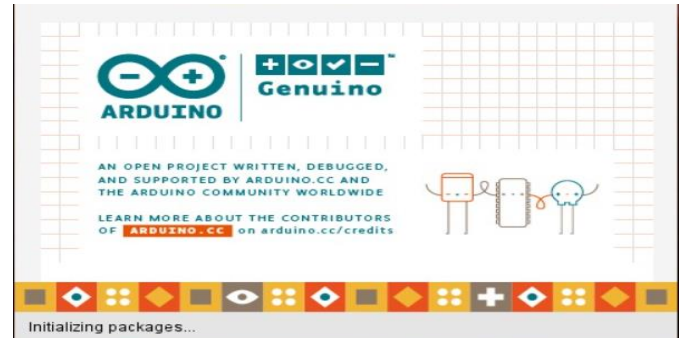 ARDUINO
Genuino
AN OPEN PROJECT WRITTEN, DEBUGGED,
AND SUPPORTED BY ARDUINO.CC AND
THE ARDUINO COMMUNITY WORLDWIDE
LEARN MORE ABOUT THE CONTRIBUTORS
OF ARDUINO.CC on arduino.cc/credits
Initializing packages...